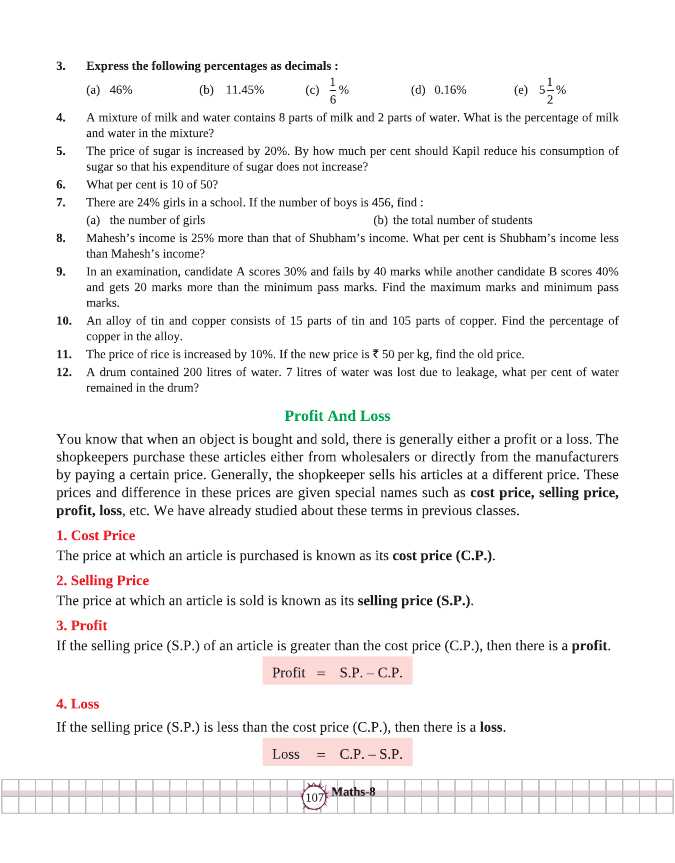 3. Express the following percentages as decimals :
(a) 46% (b) 11.45% (c) 1/6% (d) 0.16% (e) 5 1/2%
4. A mixture of milk and water contains 8 parts of milk and 2 parts of water. What is the percentage of milk
and water in the mixture?
5. The price of sugar is increased by 20%. By how much per cent should Kapil reduce his consumption of
sugar so that his expenditure of sugar does not increase?
6. What per cent is 10 of 50?
7. There are 24% girls in a school. If the number of boys is 456, find :
(a) the number of girls (b) the total number of students
8. Mahesh’s income is 25% more than that of Shubham’s income. What per cent is Shubham’s income less
than Mahesh’s income?
9. In an examination, candidate A scores 30% and fails by 40 marks while another candidate B scores 40%
and gets 20 marks more than the minimum pass marks. Find the maximum marks and minimum pass
marks.
10. An alloy of tin and copper consists of 15 parts of tin and 105 parts of copper. Find the percentage of
copper in the alloy.
11. The price of rice is increased by 10%. If the new price is ₹ 50 per kg, find the old price.
12. A drum contained 200 litres of water. 7 litres of water was lost due to leakage, what per cent of water
remained in the drum?
Profit And Loss
You know that when an object is bought and sold, there is generally either a profit or a loss. The
shopkeepers purchase these articles either from wholesalers or directly from the manufacturers
by paying a certain price. Generally, the shopkeeper sells his articles at a different price. These
prices and difference in these prices are given special names such as cost price, selling price,
profit, loss, etc. We have already studied about these terms in previous classes.
1. Cost Price
The price at which an article is purchased is known as its cost price (C.P.).
2. Selling Price
The price at which an article is sold is known as its selling price (S.P.).
3. Profit
If the selling price (S.P.) of an article is greater than the cost price (C.P.), then there is a profit.
Profit = S.P. – C.P.
4. Loss
If the selling price (S.P.) is less than the cost price (C.P.), then there is a loss.
Loss = C.P. – S.P.
107 Maths-8